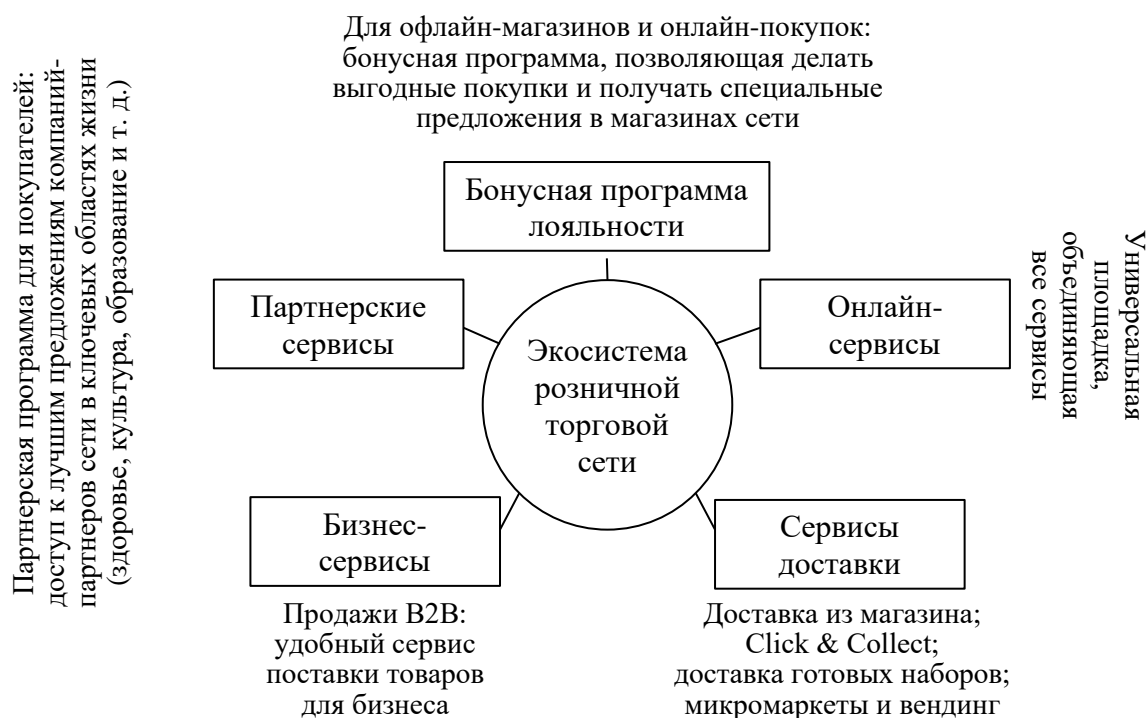 Для офлайн-магазинов и онлайн-покупок:
бонусная программа, позволяющая делать
выгодные покупки и получать специальные
предложения в магазинах сети
Партнерская программа для покупателей:
доступ к лучшим предложениям компаний-
партнеров сети в ключевых областях жизни
(здоровье, культура, образование и т. д.)
Бонусная программа
лояльности
Партнерские
сервисы
Онлайн-
сервисы
Универсальная
площадка,
объединяющая
все сервисы
Экосистема
розничной
торговой
сети
Бизнес-
сервисы
Продажи B2B:
удобный сервис
поставки товаров
для бизнеса
Сервисы
доставки
Доставка из магазина;
Click & Collect;
доставка готовых наборов;
микромаркеты и вендинг